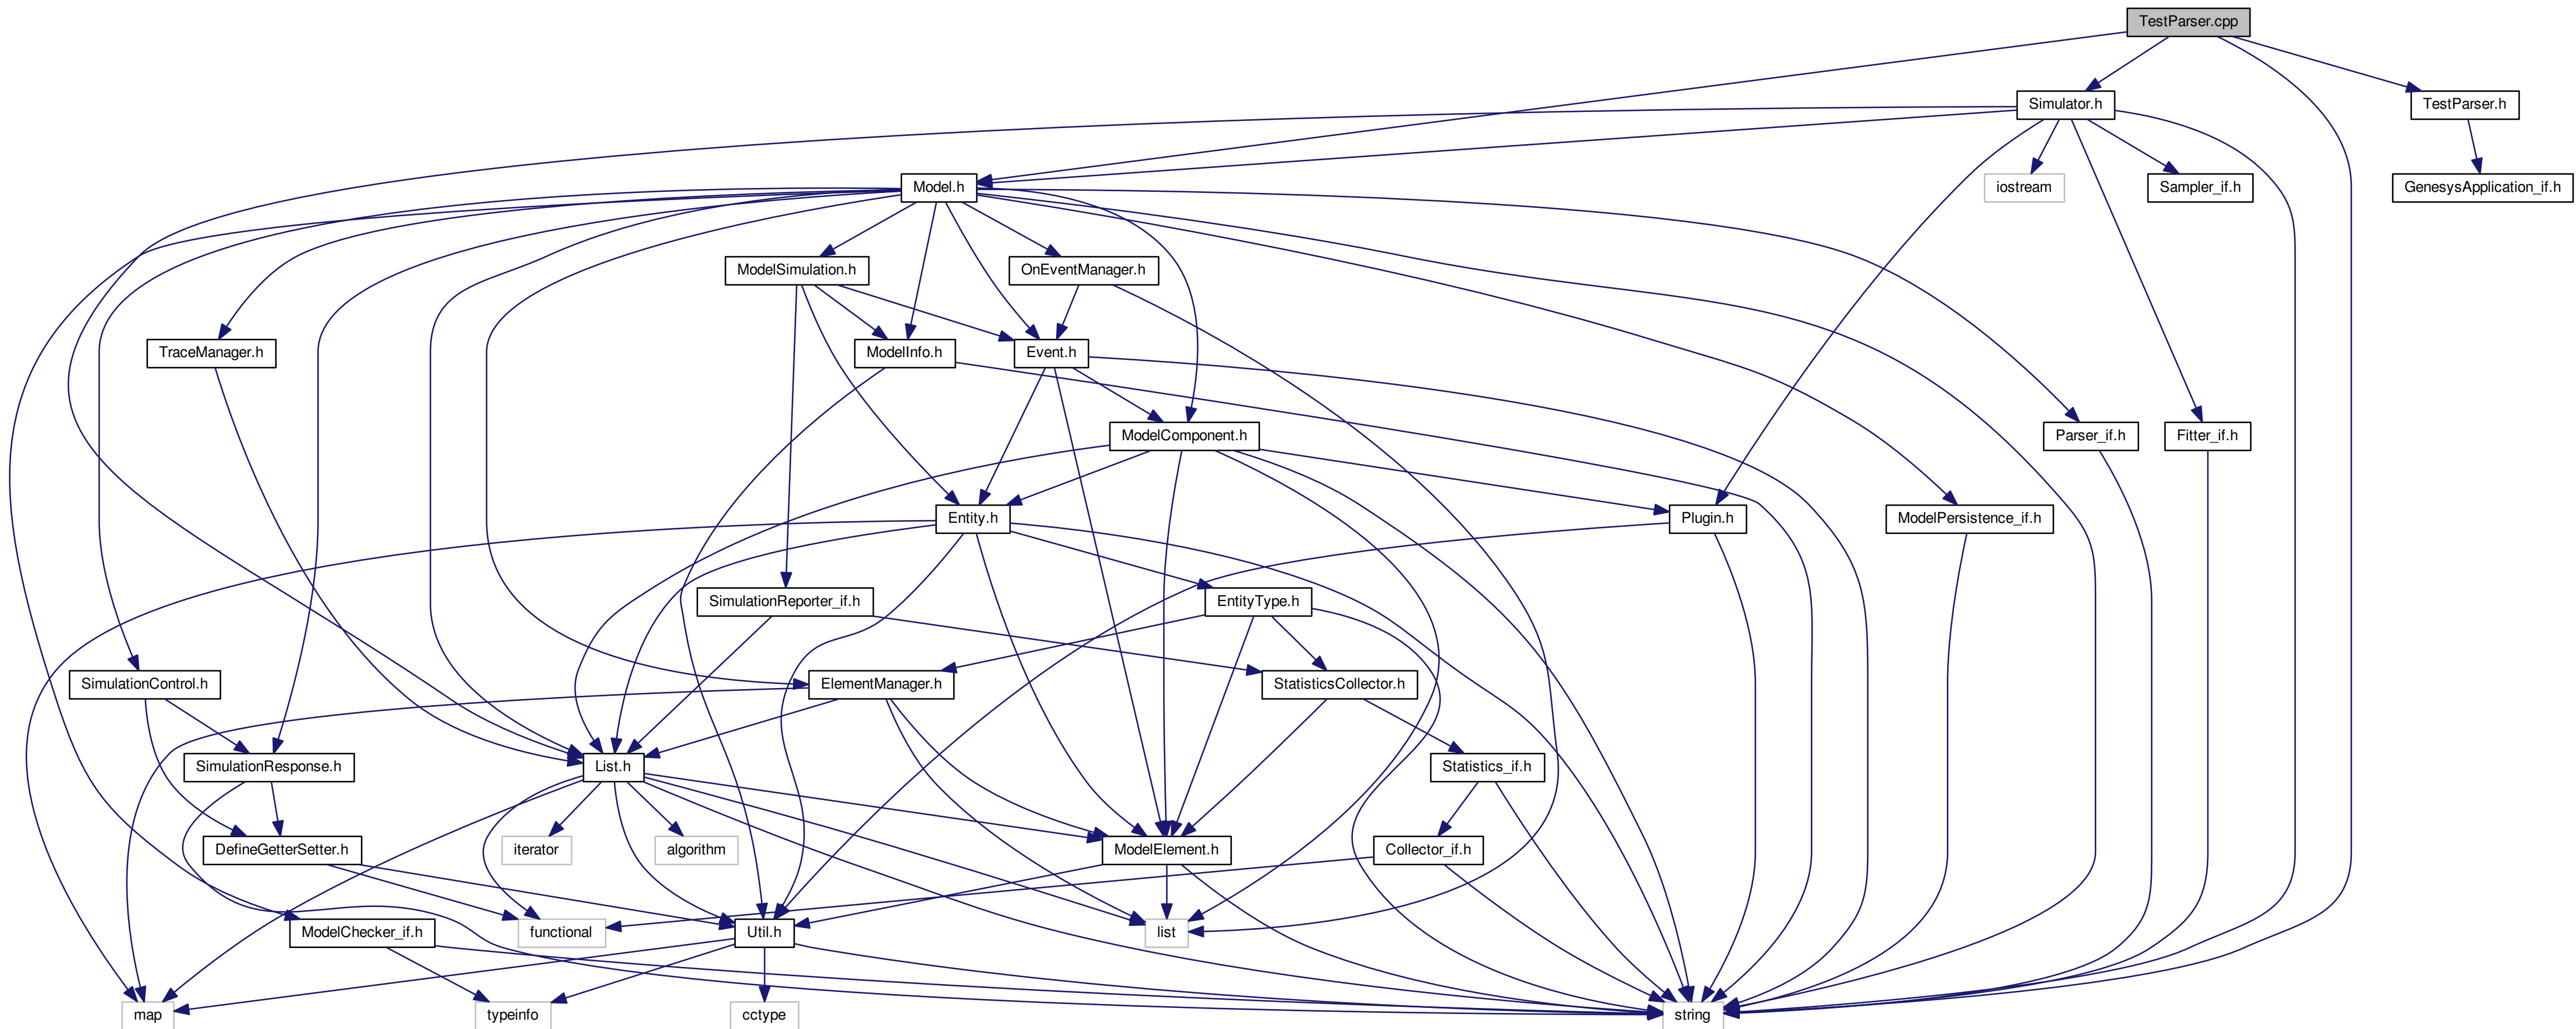 TestParser.cpp
Simulator.h
TestParser.h
Model.h
iostream
Sampler_if.h
GenesysApplication_if.h
ModelSimulation.h
OnEventManager.h
TraceManager.h
ModelInfo.h
Event.h
ModelComponent.h
Parser_if.h
Fitter_if.h
Entity.h
Plugin.h
ModelPersistence_if.h
SimulationReporter_if.h
EntityType.h
SimulationControl.h
ElementManager.h
StatisticsCollector.h
SimulationResponse.h
List.h
Statistics_if.h
DefineGetterSetter.h
iterator
algorithm
ModelElement.h
Collector_if.h
ModelChecker_if.h
functional
Util.h
list
map
typeinfo
cctype
string